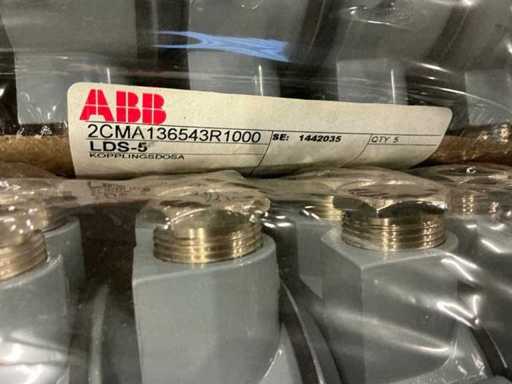 ABB
2CMA136543R1000 SE: 1442035 QTY 5
LDS-5
KOPPLINGSDOSA